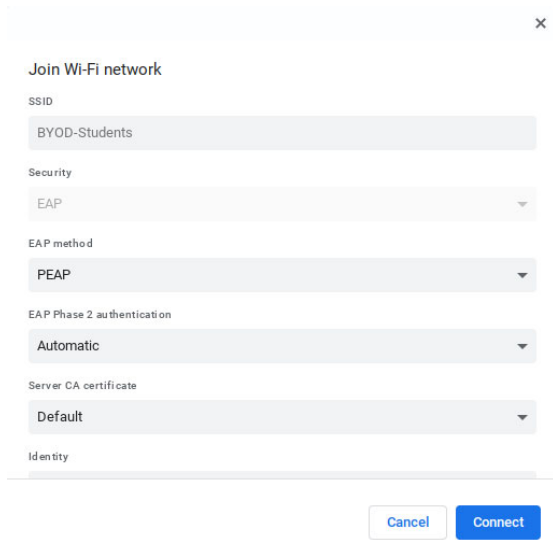 Join Wi-Fi network
SSID
BYOD-Students
Security
EAP
EAP method
PEAP
EAP Phase 2 authentication
Automatic
Server CA certificate
Default
Identity
Cancel Connect